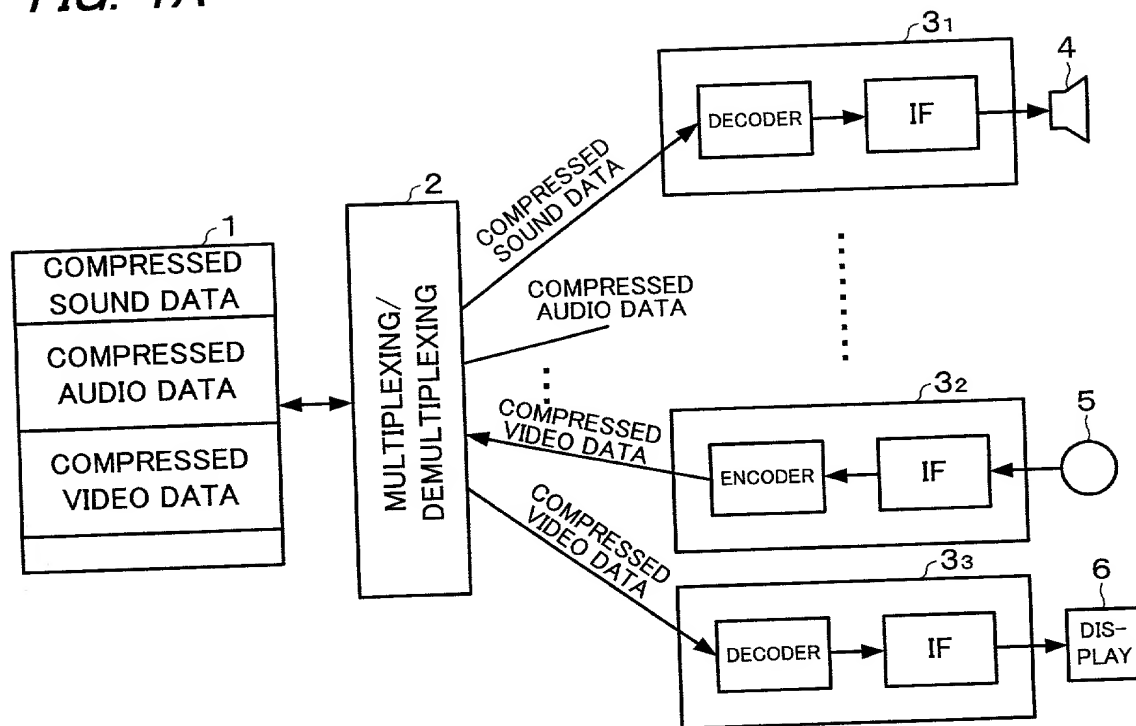 FIG. 1A
1
COMPRESSED
SOUND DATA
COMPRESSED
AUDIO DATA
COMPRESSED
VIDEO DATA
2
MULTIPLEXING/
DEMULTIPLEXING
COMPRESSED
SOUND DATA
COMPRESSED
AUDIO DATA
COMPRESSED
VIDEO DATA
COMPRESSED
VIDEO DATA
31
DECODER
IF
4
32
ENCODER
IF
5
33
DECODER
IF
6
DIS-
PLAY